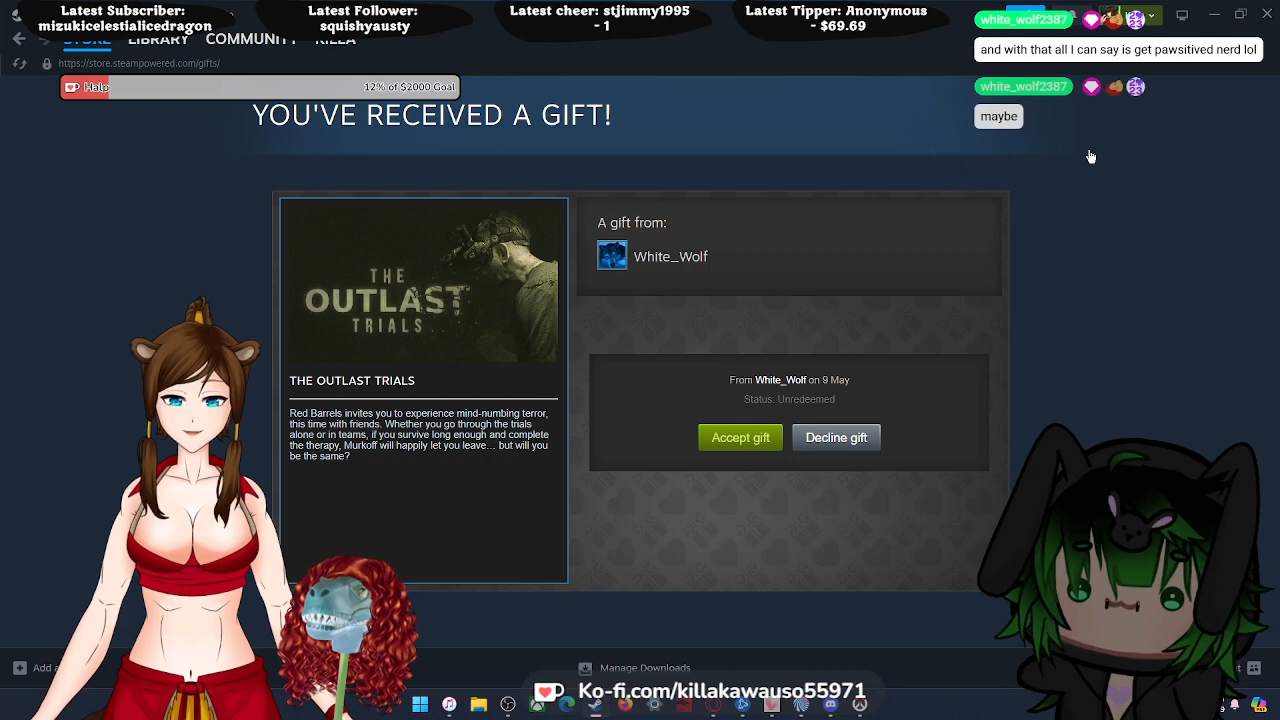 Latest Subscriber:
mizukicelestialicedragon
Latest Follower:
squishyausty
Latest cheer: stjimmy1995
- 1
Latest Tipper: Anonymous
- $69.69
white_wolf2387
and with that all I can say is get pawsitived nerd lol
white_wolf2387
maybe
STORE LIBRARY COMMUNITY KILLA
https://store.steampowered.com/gifts/
Halo
12% of $2000 Goal
YOU'VE RECEIVED A GIFT!
THE
OUTLAST
TRIALS
THE OUTLAST TRIALS
Red Barrels invites you to experience mind-numbing terror,
this time with friends. Whether you go through the trials
alone or in teams, if you survive long enough and complete
the therapy, Murkoff will happily let you leave... but will you
be the same?
A gift from:
White_Wolf
From White_Wolf on 9 May
Status: Unredeemed
Accept gift
Decline gift
Add a
Manage Downloads
Ko-fi.com/killakawauso55971